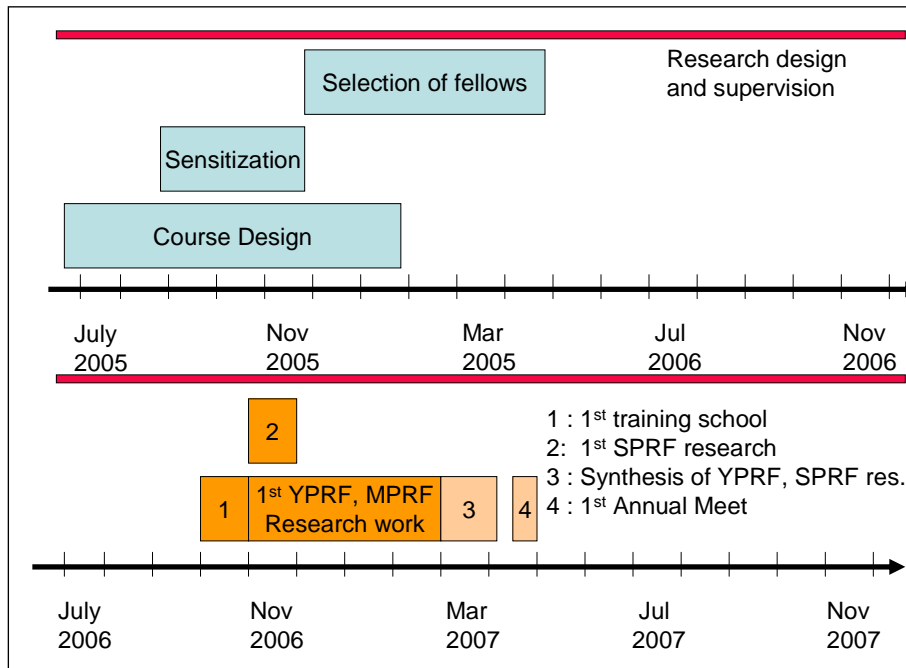 Research design
and supervision
Selection of fellows
Sensitization
Course Design
July
2005
Nov
2005
Mar
2005
Jul
2006
Nov
2006
2
1 : 1st training school
2: 1st SPRF research
3 : Synthesis of YPRF, SPRF res.
4 : 1st Annual Meet
1
1st YPRF, MPRF
Research work
3
4
July
2006
Nov
2006
Mar
2007
Jul
2007
Nov
2007